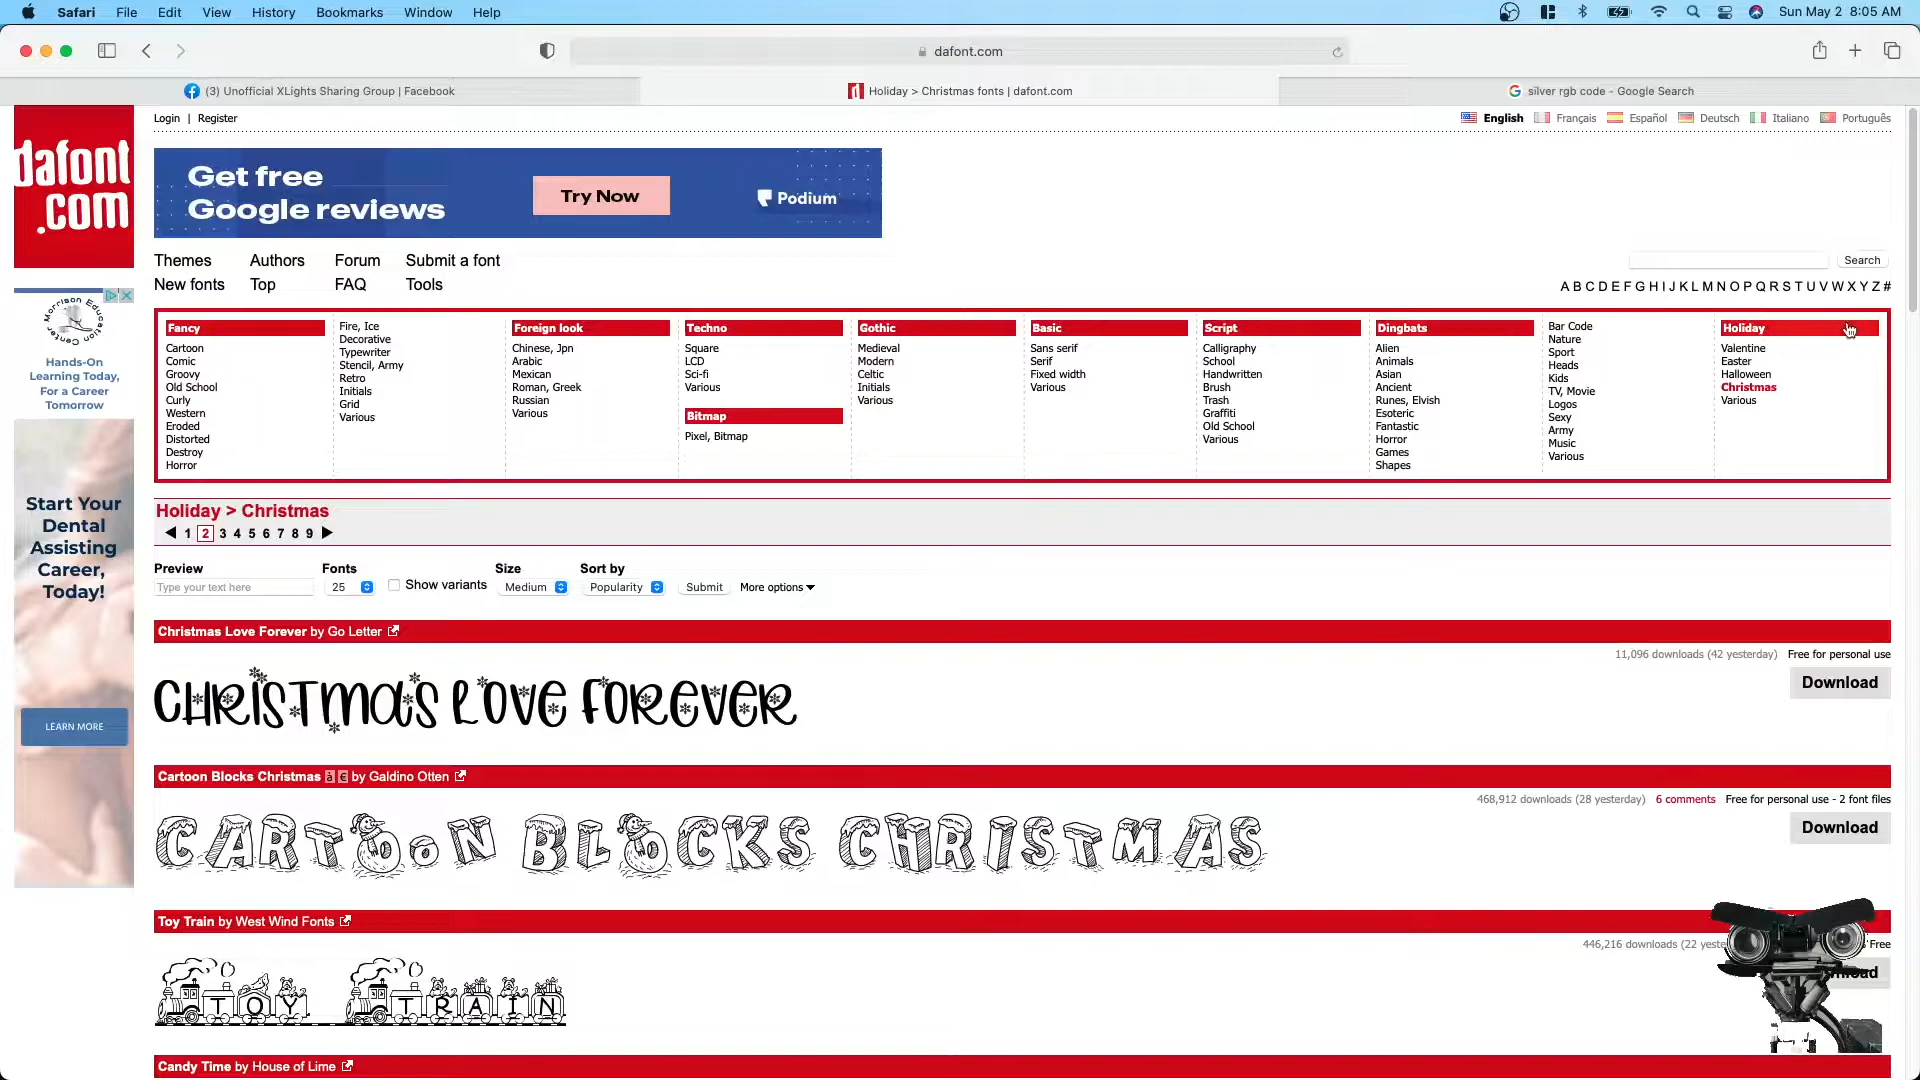 Safari File Edit View History Bookmarks Window Help Sun May 2 8:05 AM
dafont.com
(3) Unofficial XLights Sharing Group | Facebook
Holiday > Christmas fonts | dafont.com
silver rgb code - Google Search
dafont
.com
Login | Register
English Français Español Deutsch Italiano Português
Get free
Google reviews
Try Now
Podium
Themes Authors Forum Submit a font
New fonts Top FAQ Tools
Search
A B C D E F G H I J K L M N O P Q R S T U V W X Y Z #
Morrison Education Center
Hands-On
Learning Today,
For a Career
Tomorrow
Start Your
Dental
Assisting
Career,
Today!
LEARN MORE
Fancy
Cartoon
Comic
Groovy
Old School
Curly
Western
Eroded
Distorted
Destroy
Horror
Fire, Ice
Decorative
Typewriter
Stencil, Army
Retro
Initials
Grid
Various
Foreign look
Chinese, Jpn
Arabic
Mexican
Roman, Greek
Russian
Various
Techno
Square
LCD
Sci-fi
Various
Bitmap
Pixel, Bitmap
Gothic
Medieval
Modern
Celtic
Initials
Various
Basic
Sans serif
Serif
Fixed width
Various
Script
Calligraphy
School
Handwritten
Brush
Trash
Graffiti
Old School
Various
Dingbats
Alien
Animals
Asian
Ancient
Runes, Elvish
Esoteric
Fantastic
Horror
Games
Shapes
Bar Code
Nature
Sport
Heads
Kids
TV, Movie
Logos
Sexy
Army
Music
Various
Holiday
Valentine
Easter
Halloween
Christmas
Various
Holiday > Christmas
1 2 3 4 5 6 7 8 9
Preview Fonts Size Sort by
Type your text here 25 Show variants Medium Popularity Submit More options
Christmas Love Forever by Go Letter
11,096 downloads (42 yesterday) Free for personal use
CHRISTmas LOVE FOREVER
Download
Cartoon Blocks Christmas à € by Galdino Otten
468,912 downloads (28 yesterday) 6 comments Free for personal use - 2 font files
CARTOON BLOCKS CHRISTMAS
Download
Toy Train by West Wind Fonts
446,216 downloads (22 Free
TOY TRAIN
Candy Time by House of Lime